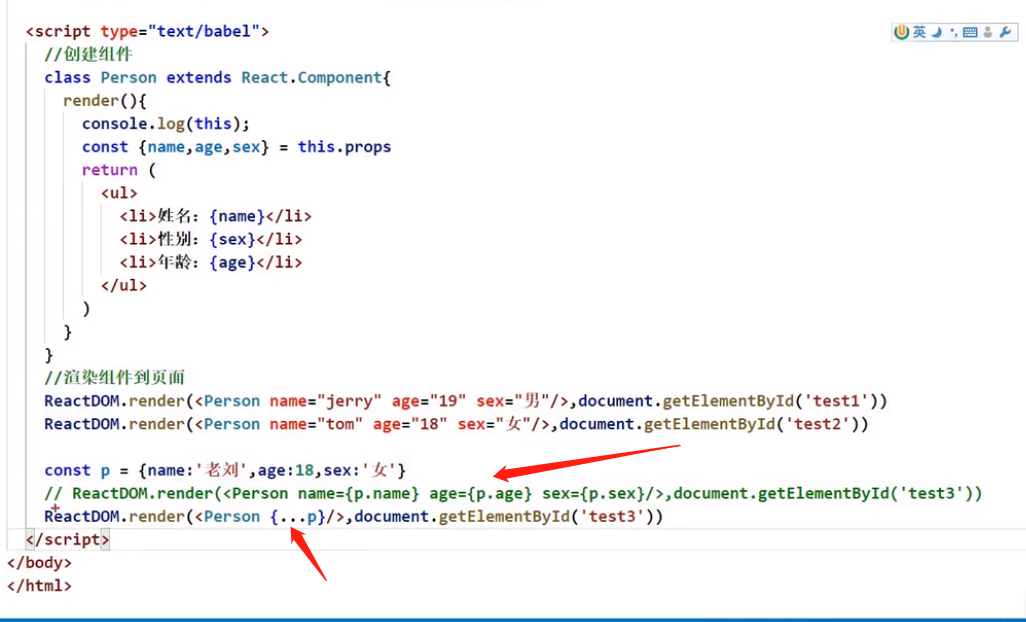 <script type="text/babel">
英
//创建组件
class Person extends React.Component{
render(){
console.log(this);
const {name,age,sex} = this.props
return (
<ul>
<li>姓名: {name}</li>
<li>性别: {sex}</li>
<li>年龄: {age}</li>
</ul>
)
}
}
//渲染组件到页面
ReactDOM.render(<Person name="jerry" age="19" sex="男"/>,document.getElementById('test1'))
ReactDOM.render(<Person name="tom" age="18" sex="女"/>,document.getElementById('test2'))
const p = {name:'老刘',age:18,sex:'女'}
// ReactDOM.render(<Person name={p.name} age={p.age} sex={p.sex}/>,document.getElementById('test3'))
ReactDOM.render(<Person {...p}/>,document.getElementById('test3'))
</script>
</body>
</html>